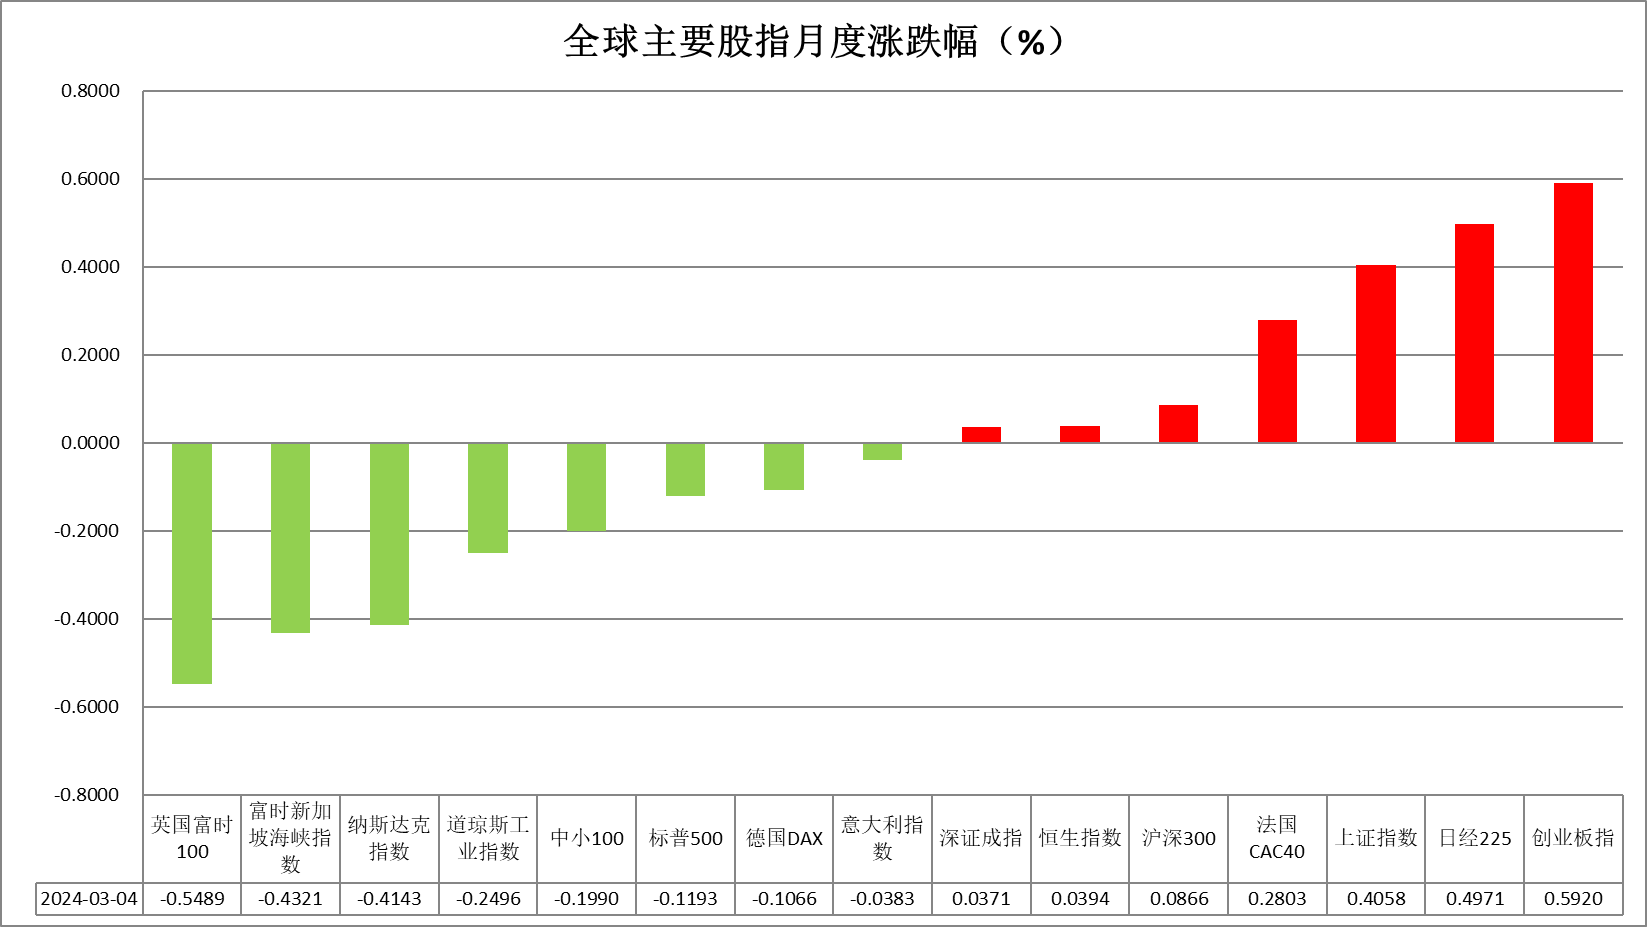 全球主要股指月度涨跌幅（%）
0.8000
0.6000
0.4000
0.2000
0.0000
-0.2000
-0.4000
-0.6000
-0.8000
英国富时
100
富时新加
坡海峡指
数
纳斯达克
指数
道琼斯工
业指数
中小100
标普500
德国DAX
意大利指
数
深证成指
恒生指数
沪深300
法国
CAC40
上证指数
日经225
创业板指
2024-03-04 -0.5489 -0.4321 -0.4143 -0.2496 -0.1990 -0.1193 -0.1066 -0.0383 0.0371 0.0394 0.0866 0.2803 0.4058 0.4971 0.5920